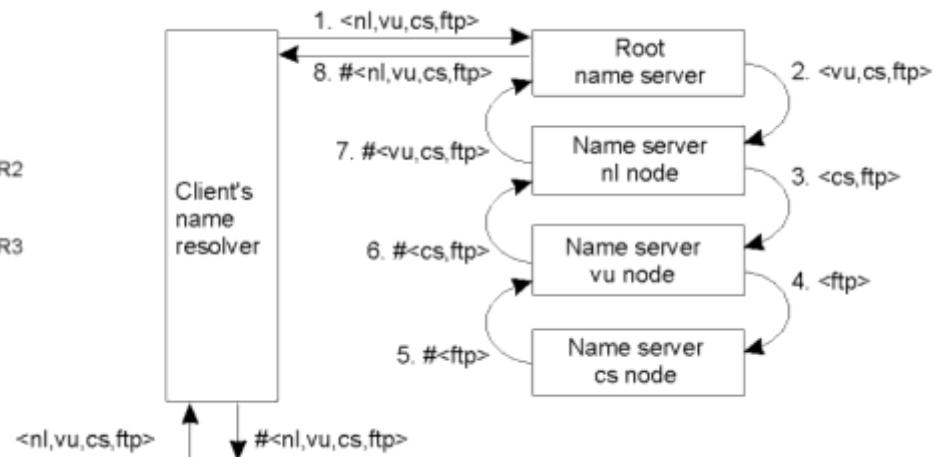 1. <nl,vu,cs,ftp>
8. #<nl,vu,cs,ftp>
Root
name server
2. <vu,cs,ftp>
7. #<vu,cs,ftp>
Name server
nl node
3. <cs,ftp>
R2
R3
Client's
name
resolver
6. #<cs,ftp>
Name server
vu node
4. <ftp>
5. #<ftp>
Name server
cs node
<nl,vu,cs,ftp>
#<nl,vu,cs,ftp>